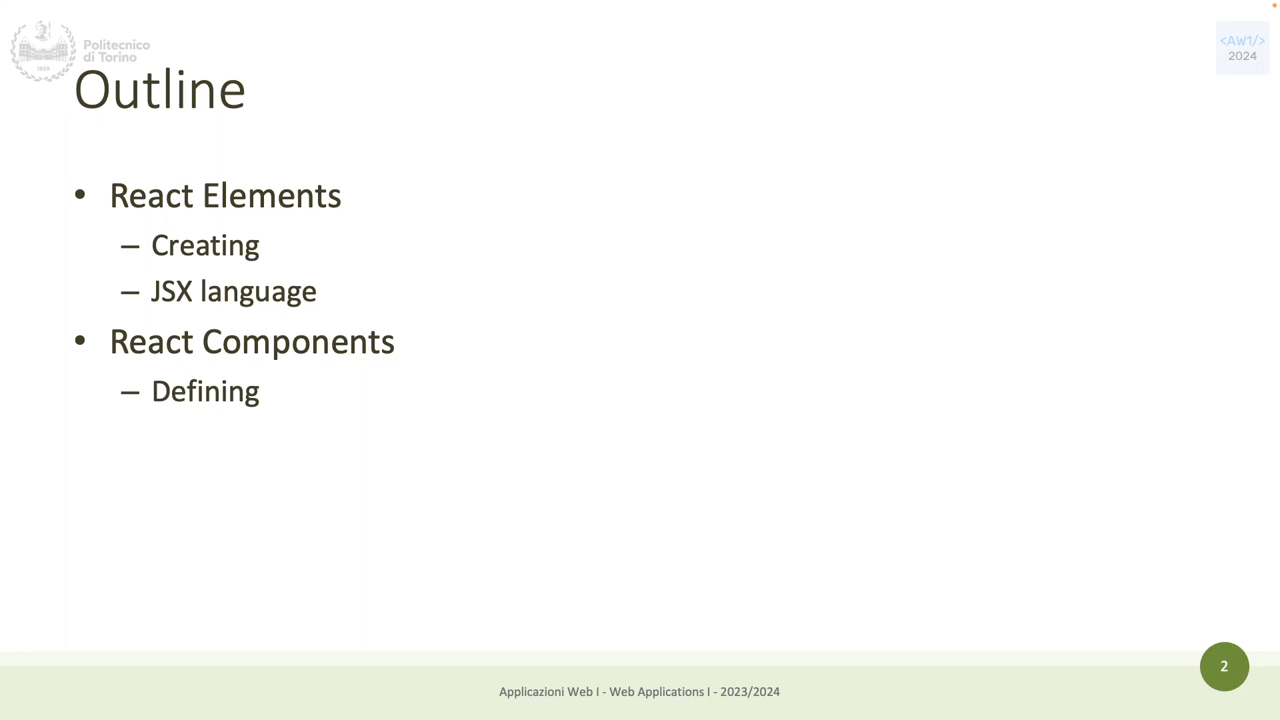 Politecnico
di Torino
1859
<AW1/>
2024
Outline
• React Elements
– Creating
– JSX language
• React Components
– Defining
2
Applicazioni Web I - Web Applications I - 2023/2024